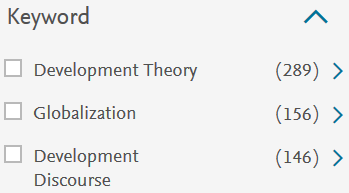 Keyword
Development Theory (289)
Globalization (156)
Development (146)
Discourse